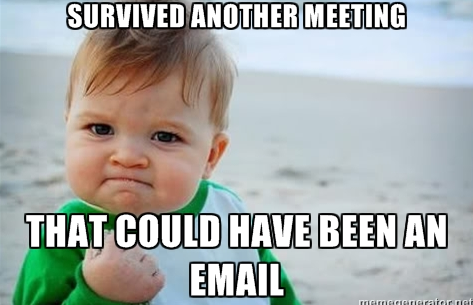 SURVIVED ANOTHER MEETING
THAT COULD HAVE BEEN AN
EMAIL
memegenerator.net